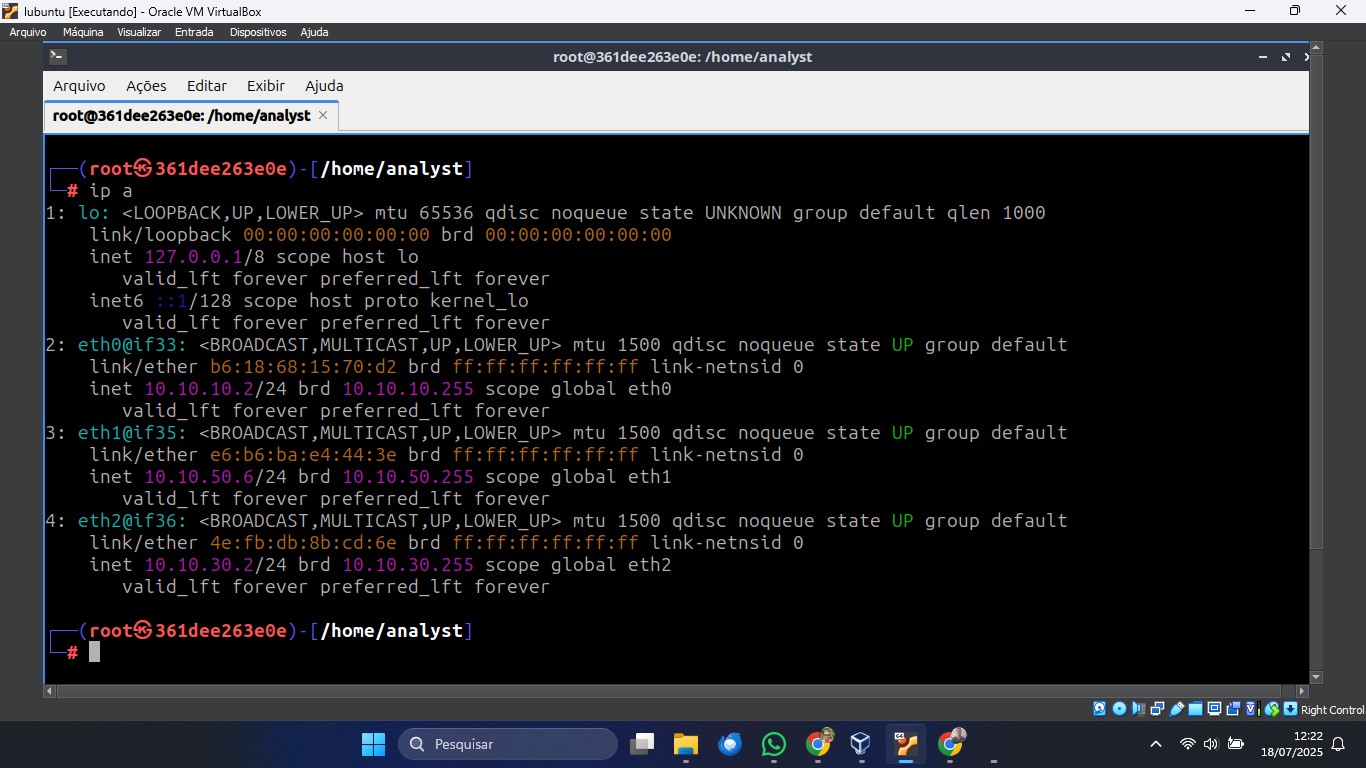 lubuntu [Executando] - Oracle VM VirtualBox
Arquivo Máquina Visualizar Entrada Dispositivos Ajuda
root@361dee263e0e: /home/analyst
Arquivo Ações Editar Exibir Ajuda
root@361dee263e0e: /home/analyst
┌──(root㉿361dee263e0e)-[/home/analyst]
└─# ip a
1: lo: <LOOPBACK,UP,LOWER_UP> mtu 65536 qdisc noqueue state UNKNOWN group default qlen 1000
    link/loopback 00:00:00:00:00:00 brd 00:00:00:00:00:00
    inet 127.0.0.1/8 scope host lo
       valid_lft forever preferred_lft forever
    inet6 ::1/128 scope host proto kernel_lo
       valid_lft forever preferred_lft forever
2: eth0@if33: <BROADCAST,MULTICAST,UP,LOWER_UP> mtu 1500 qdisc noqueue state UP group default
    link/ether b6:18:68:15:70:d2 brd ff:ff:ff:ff:ff:ff link-netnsid 0
    inet 10.10.10.2/24 brd 10.10.10.255 scope global eth0
       valid_lft forever preferred_lft forever
3: eth1@if35: <BROADCAST,MULTICAST,UP,LOWER_UP> mtu 1500 qdisc noqueue state UP group default
    link/ether e6:b6:ba:e4:44:3e brd ff:ff:ff:ff:ff:ff link-netnsid 0
    inet 10.10.50.6/24 brd 10.10.50.255 scope global eth1
       valid_lft forever preferred_lft forever
4: eth2@if36: <BROADCAST,MULTICAST,UP,LOWER_UP> mtu 1500 qdisc noqueue state UP group default
    link/ether 4e:fb:db:8b:cd:6e brd ff:ff:ff:ff:ff:ff link-netnsid 0
    inet 10.10.30.2/24 brd 10.10.30.255 scope global eth2
       valid_lft forever preferred_lft forever
┌──(root㉿361dee263e0e)-[/home/analyst]
└─#
Right Control
Pesquisar
12:22
18/07/2025